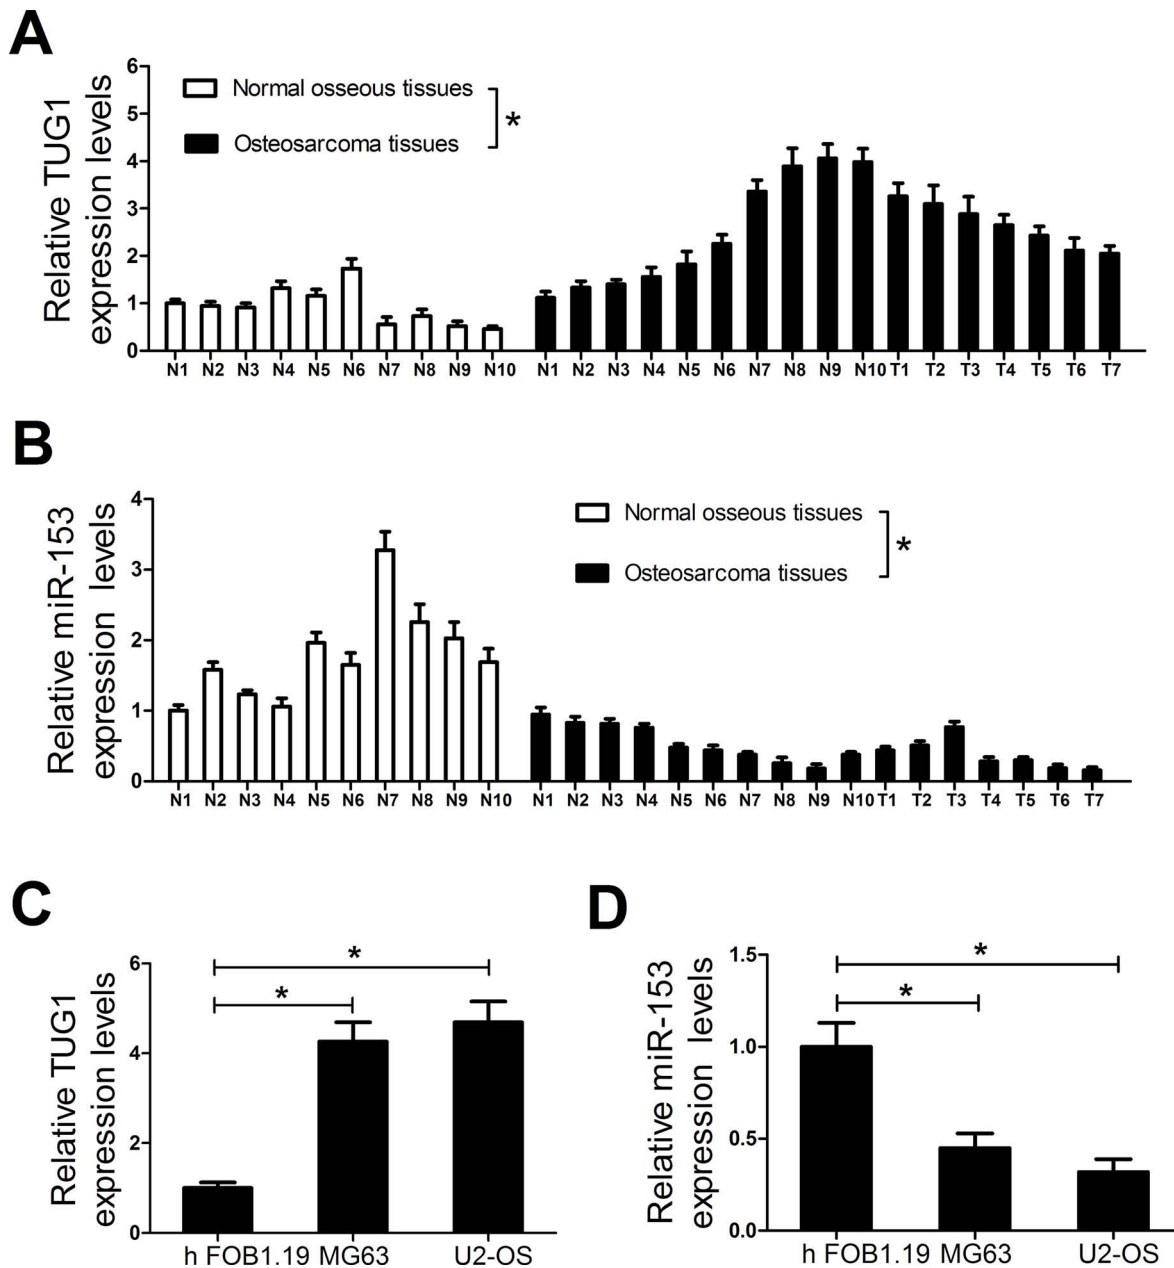 A
Relative TUG1
expression levels
6
5
4
3
2
1
0
Normal osseous tissues
Osteosarcoma tissues
*
N1 N2 N3 N4 N5 N6 N7 N8 N9 N10 N1 N2 N3 N4 N5 N6 N7 N8 N9 N10 T1 T2 T3 T4 T5 T6 T7
B
Relative miR-153
expression levels
4
3
2
1
0
Normal osseous tissues
Osteosarcoma tissues
*
N1 N2 N3 N4 N5 N6 N7 N8 N9 N10 N1 N2 N3 N4 N5 N6 N7 N8 N9 N10 T1 T2 T3 T4 T5 T6 T7
C
Relative TUG1
expression levels
6
4
2
0
*
*
h FOB1.19 MG63 U2-OS
D
Relative miR-153
expression levels
1.5
1.0
0.5
0.0
*
*
h FOB1.19 MG63 U2-OS